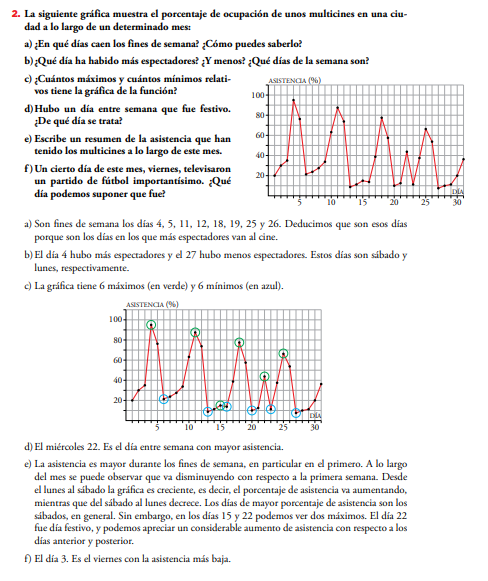 2. La siguiente gráfica muestra el porcentaje de ocupación de unos multicines en una ciu-
dad a lo largo de un determinado mes:
a) ¿En qué días caen los fines de semana? ¿Cómo puedes saberlo?
b) ¿Qué día ha habido más espectadores? ¿Y menos? ¿Qué días de la semana son?
c) ¿Cuántos máximos y cuántos mínimos relati-
vos tiene la gráfica de la función?
d) Hubo un día entre semana que fue festivo.
¿De qué día se trata?
e) Escribe un resumen de la asistencia que han
tenido los multicines a lo largo de este mes.
f) Un cierto día de este mes, viernes, televisaron
un partido de fútbol importantísimo. ¿Qué
día podemos suponer que fue?
ASISTENCIA (%)
100
80
60
40
20
DÍA
5 10 15 20 25 30
a) Son fines de semana los días 4, 5, 11, 12, 18, 19, 25 y 26. Deducimos que son esos días
porque son los días en los que más espectadores van al cine.
b) El día 4 hubo más espectadores y el 27 hubo menos espectadores. Estos días son sábado y
lunes, respectivamente.
c) La gráfica tiene 6 máximos (en verde) y 6 mínimos (en azul).
ASISTENCIA (%)
100
80
60
40
20
DÍA
5 10 15 20 25 30
d) El miércoles 22. Es el día entre semana con mayor asistencia.
e) La asistencia es mayor durante los fines de semana, en particular en el primero. A lo largo
del mes se puede observar que va disminuyendo con respecto a la primera semana. Desde
el lunes al sábado la gráfica es creciente, es decir, el porcentaje de asistencia va aumentando,
mientras que del sábado al lunes decrece. Los días de mayor porcentaje de asistencia son los
sábados, en general. Sin embargo, en los días 15 y 22 podemos ver dos máximos. El día 22
fue día festivo, y podemos apreciar un considerable aumento de asistencia con respecto a los
días anterior y posterior.
f) El día 3. Es el viernes con la asistencia más baja.